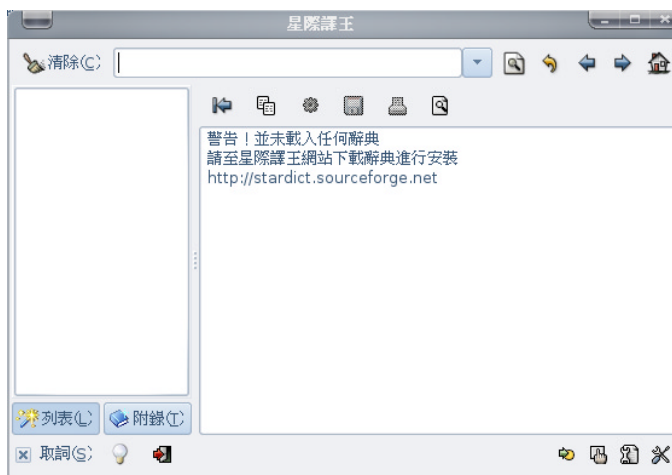 星際譯王
清除(C)
警告！並未載入任何辭典
請至星際譯王網站下載辭典進行安裝
http://stardict.sourceforge.net
列表(L) 附錄(T)
取詞(S)